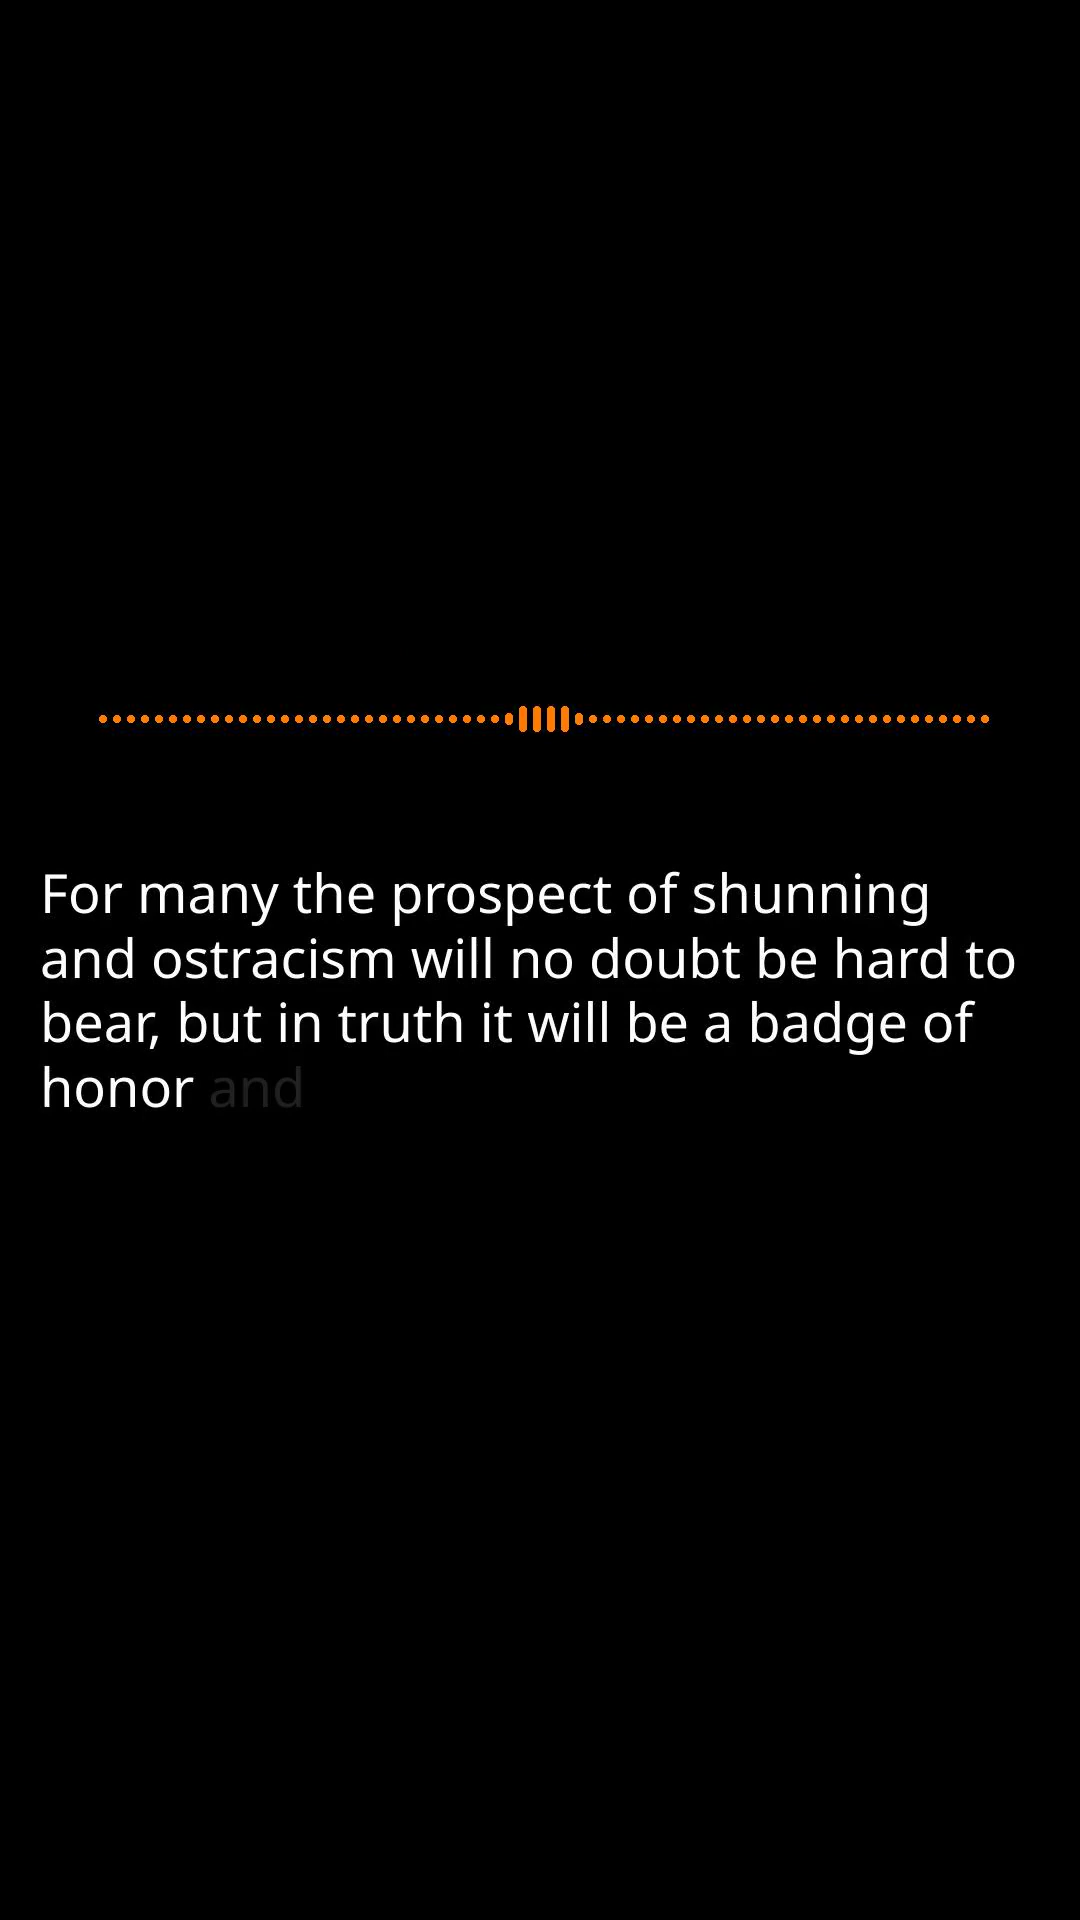 For many the prospect of shunning
and ostracism will no doubt be hard to
bear, but in truth it will be a badge of
honor and